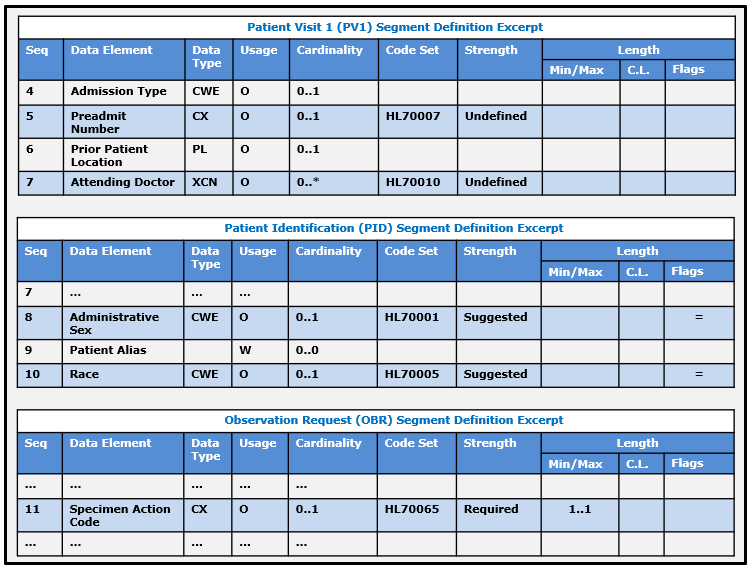 Patient Visit 1 (PV1) Segment Definition Excerpt
Seq Data Element Data Type Usage Cardinality Code Set Strength Length
Min/Max C.L. Flags
4 Admission Type CWE O 0..1
5 Preadmit Number CX O 0..1 HL70007 Undefined
6 Prior Patient Location PL O 0..1
7 Attending Doctor XCN O 0..* HL70010 Undefined
Patient Identification (PID) Segment Definition Excerpt
Seq Data Element Data Type Usage Cardinality Code Set Strength Length
Min/Max C.L. Flags
7 ... ... ...
8 Administrative Sex CWE O 0..1 HL70001 Suggested =
9 Patient Alias W 0..0
10 Race CWE O 0..1 HL70005 Suggested =
Observation Request (OBR) Segment Definition Excerpt
Seq Data Element Data Type Usage Cardinality Code Set Strength Length
Min/Max C.L. Flags
... ... ... ... ...
11 Specimen Action Code CX O 0..1 HL70065 Required 1..1
... ... ... ... ...